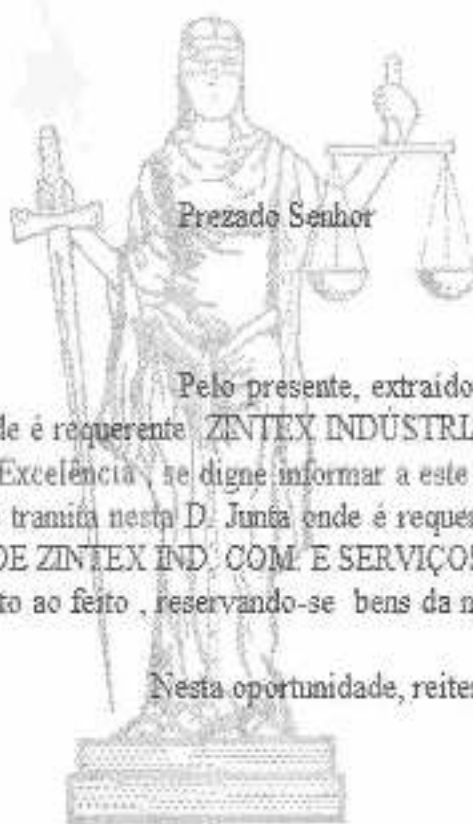 Prezado Senhor
Pelo presente, extraído
le é requerente ZINTEX INDÚSTRI
Excelência , se digne informar a este
tramita nesta D. Junta onde é reque
DE ZINTEX IND. COM. E SERVIÇOS
to ao feito , reservando-se bens da
Nesta oportunidade, reite